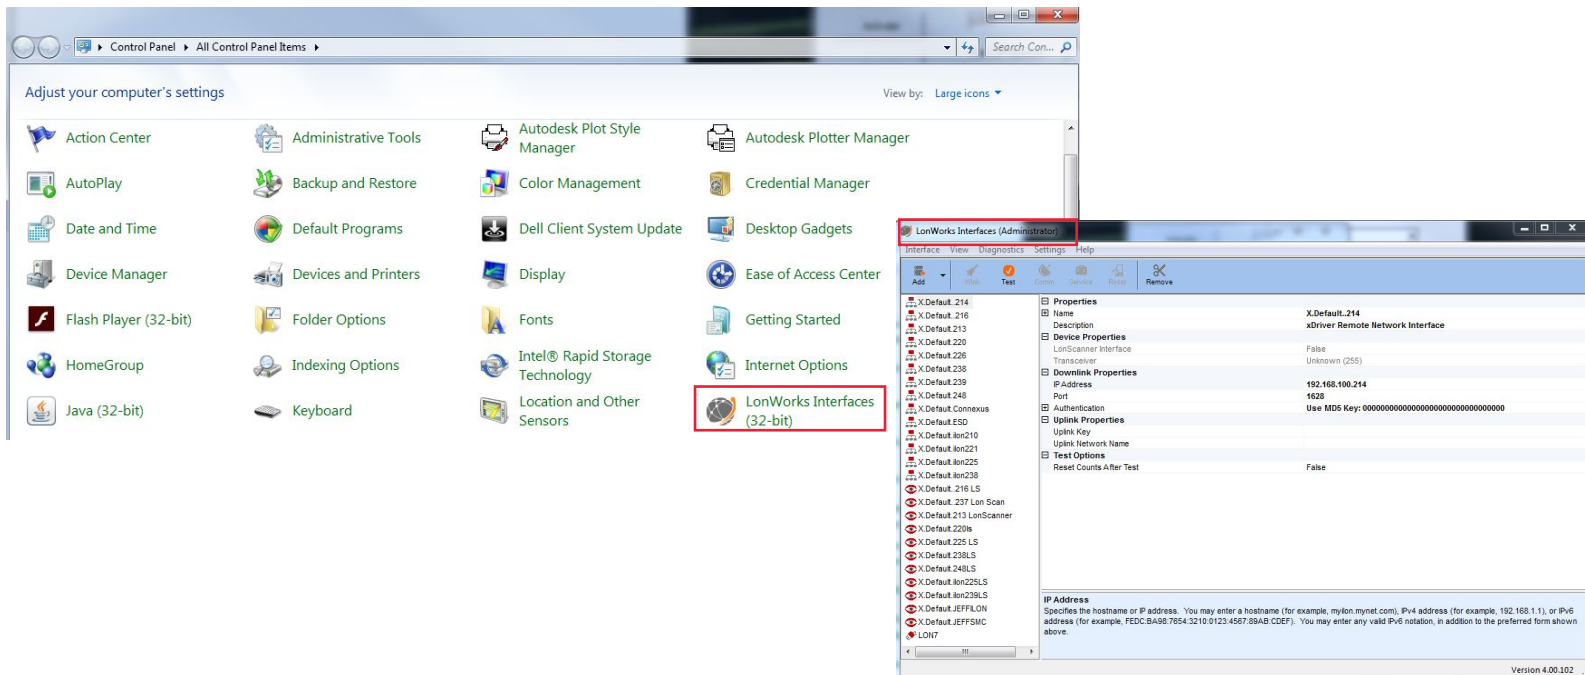 Control Panel ▸ All Control Panel Items ▸
Search Con...
Adjust your computer's settings
View by: Large icons
Action Center
Administrative Tools
Autodesk Plot Style
Manager
Autodesk Plotter Manager
AutoPlay
Backup and Restore
Color Management
Credential Manager
Date and Time
Default Programs
Dell Client System Update
Desktop Gadgets
Device Manager
Devices and Printers
Display
Ease of Access Center
Flash Player (32-bit)
Folder Options
Fonts
Getting Started
HomeGroup
Indexing Options
Intel® Rapid Storage
Technology
Internet Options
Java (32-bit)
Keyboard
Location and Other
Sensors
LonWorks Interfaces
(32-bit)
LonWorks Interfaces (Administrator)
Interface View Diagnostics Settings Help
Add
Test
Comm
Service
Reset
Remove
X.Default..214
X.Default..216
X.Default.213
X.Default.220
X.Default.226
X.Default.238
X.Default.239
X.Default.248
X.Default.Connexus
X.Default.ESD
X.Default.ilon210
X.Default.ilon221
X.Default.ilon225
X.Default.ilon238
X.Default..216 LS
X.Default..237 Lon Scan
X.Default.213 LonScanner
X.Default.220ls
X.Default.225 LS
X.Default.238LS
X.Default.248LS
X.Default.ilon225LS
X.Default.ilon239LS
X.Default.JEFFILON
X.Default.JEFFSMC
LON7
Properties
Name X.Default..214
Description xDriver Remote Network Interface
Device Properties
LonScanner Interface False
Transceiver Unknown (255)
Downlink Properties
IP Address 192.168.100.214
Port 1628
Authentication Use MD5 Key: 00000000000000000000000000000000
Uplink Properties
Uplink Key
Uplink Network Name
Test Options
Reset Counts After Test False
IP Address
Specifies the hostname or IP address. You may enter a hostname (for example, myilon.mynet.com), IPv4 address (for example, 192.168.1.1), or IPv6
address (for example, FEDC:BA98:7654:3210:0123:4567:89AB:CDEF). You may enter any valid IPv6 notation, in addition to the preferred form shown
above.
Version 4.00.102